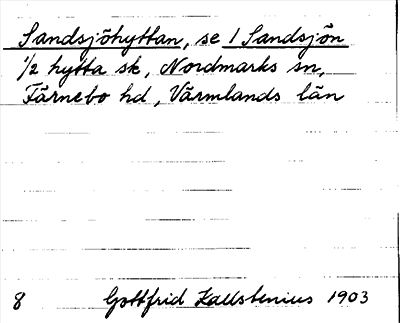 Sandsjöhyttan, se 1 Sandsjön
1/2 hytta sk, Nordmarks sn,
Färnebo hd, Värmlands län
8 Gottfrid Kallstenius 1903